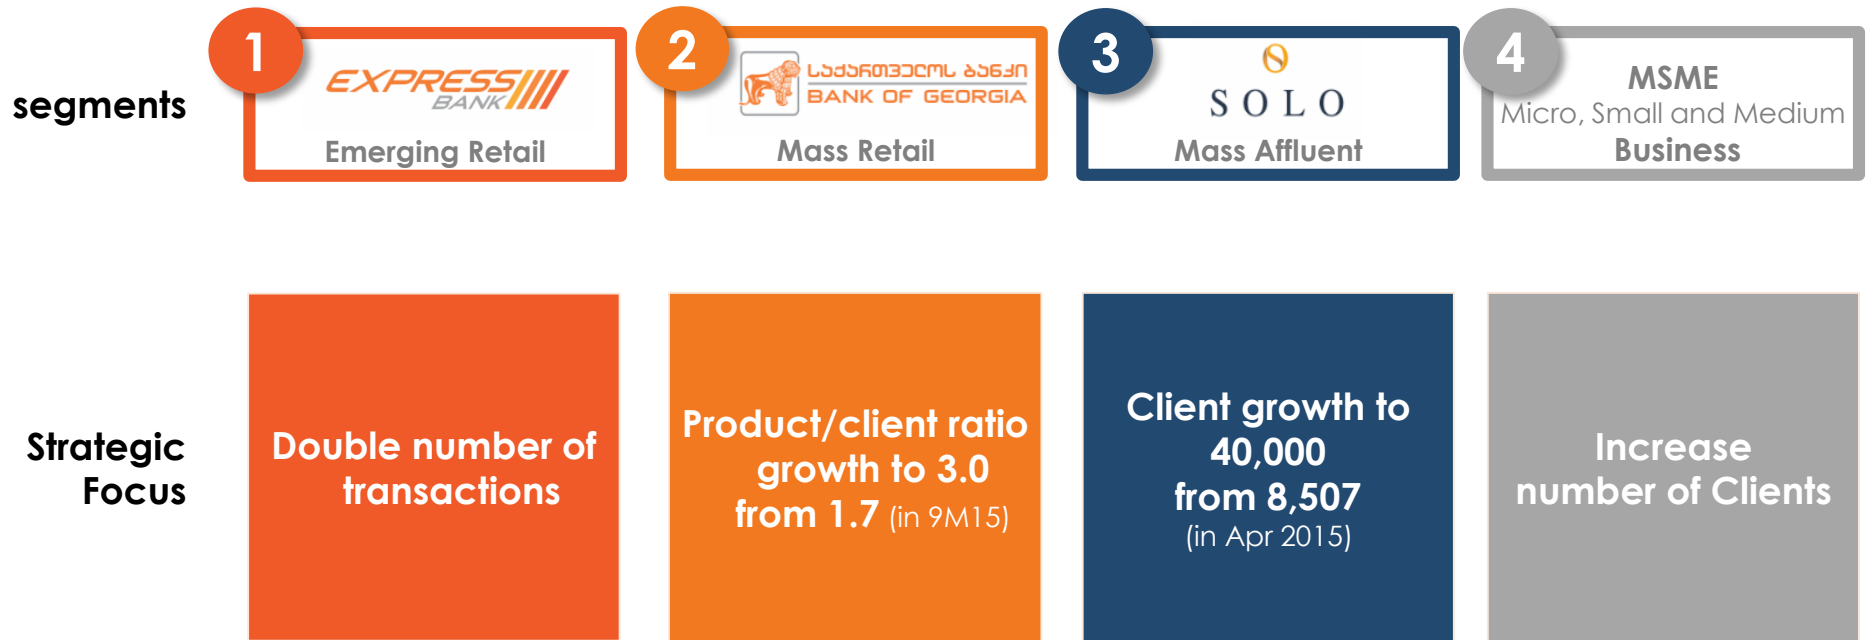 segments
1
EXPRESS
BANK
Emerging Retail
2
ᲡᲐᲥᲐᲠᲗᲕᲔᲚᲝᲡ ᲑᲐᲜᲙᲘ
BANK OF GEORGIA
Mass Retail
3
SOLO
Mass Affluent
4
MSME
Micro, Small and Medium
Business
Strategic
Focus
Double number of
transactions
Product/client ratio
growth to 3.0
from 1.7 (in 9M15)
Client growth to
40,000
from 8,507
(in Apr 2015)
Increase
number of Clients